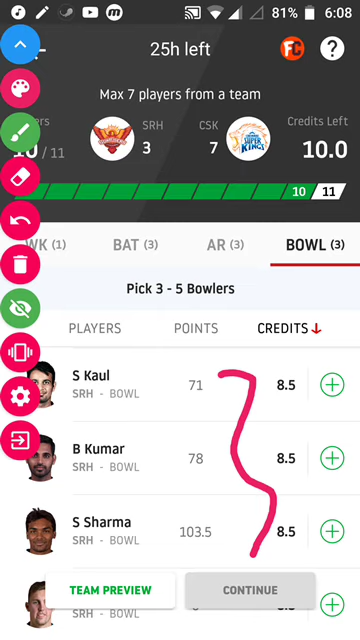 81% 6:08
25h left FC ?
Max 7 players from a team
10 / 11 SRH 3 CSK 7 Credits Left 10.0
SUPER KINGS
10 11
WK (1) BAT (3) AR (3) BOWL (3)
Pick 3 - 5 Bowlers
PLAYERS POINTS CREDITS
S Kaul
SRH - BOWL
71 8.5
B Kumar
SRH - BOWL
78 8.5
S Sharma
SRH - BOWL
103.5 8.5
TEAM PREVIEW CONTINUE